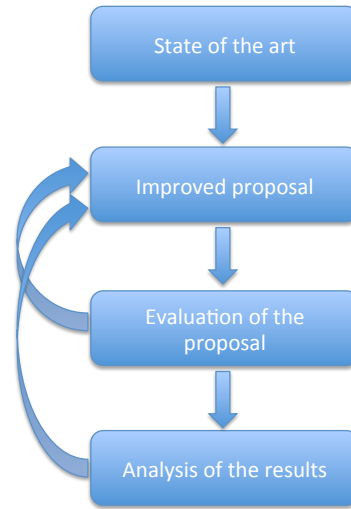 State of the art
Improved proposal
Evaluation of the
proposal
Analysis of the results